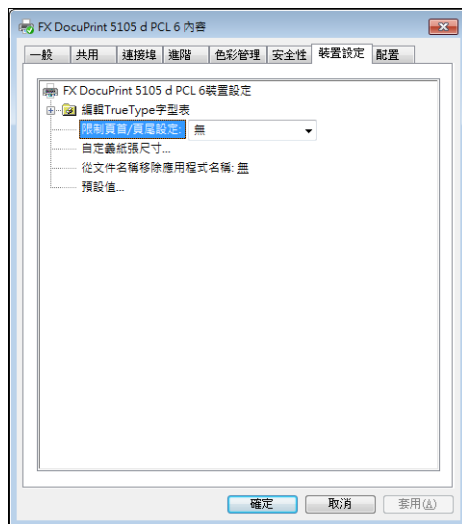 FX DocuPrint 5105 d PCL 6 內容
一般 共用 連接埠 進階 色彩管理 安全性 裝置設定 配置
FX DocuPrint 5105 d PCL 6裝置設定
編輯TrueType字型表
限制頁首/頁尾設定: 無
自定義紙張尺寸...
從文件名稱移除應用程式名稱: 無
預設值...
確定 取消 套用(A)